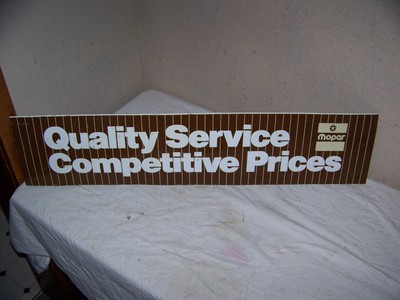 Quality Service
Competitive Prices
Mopar